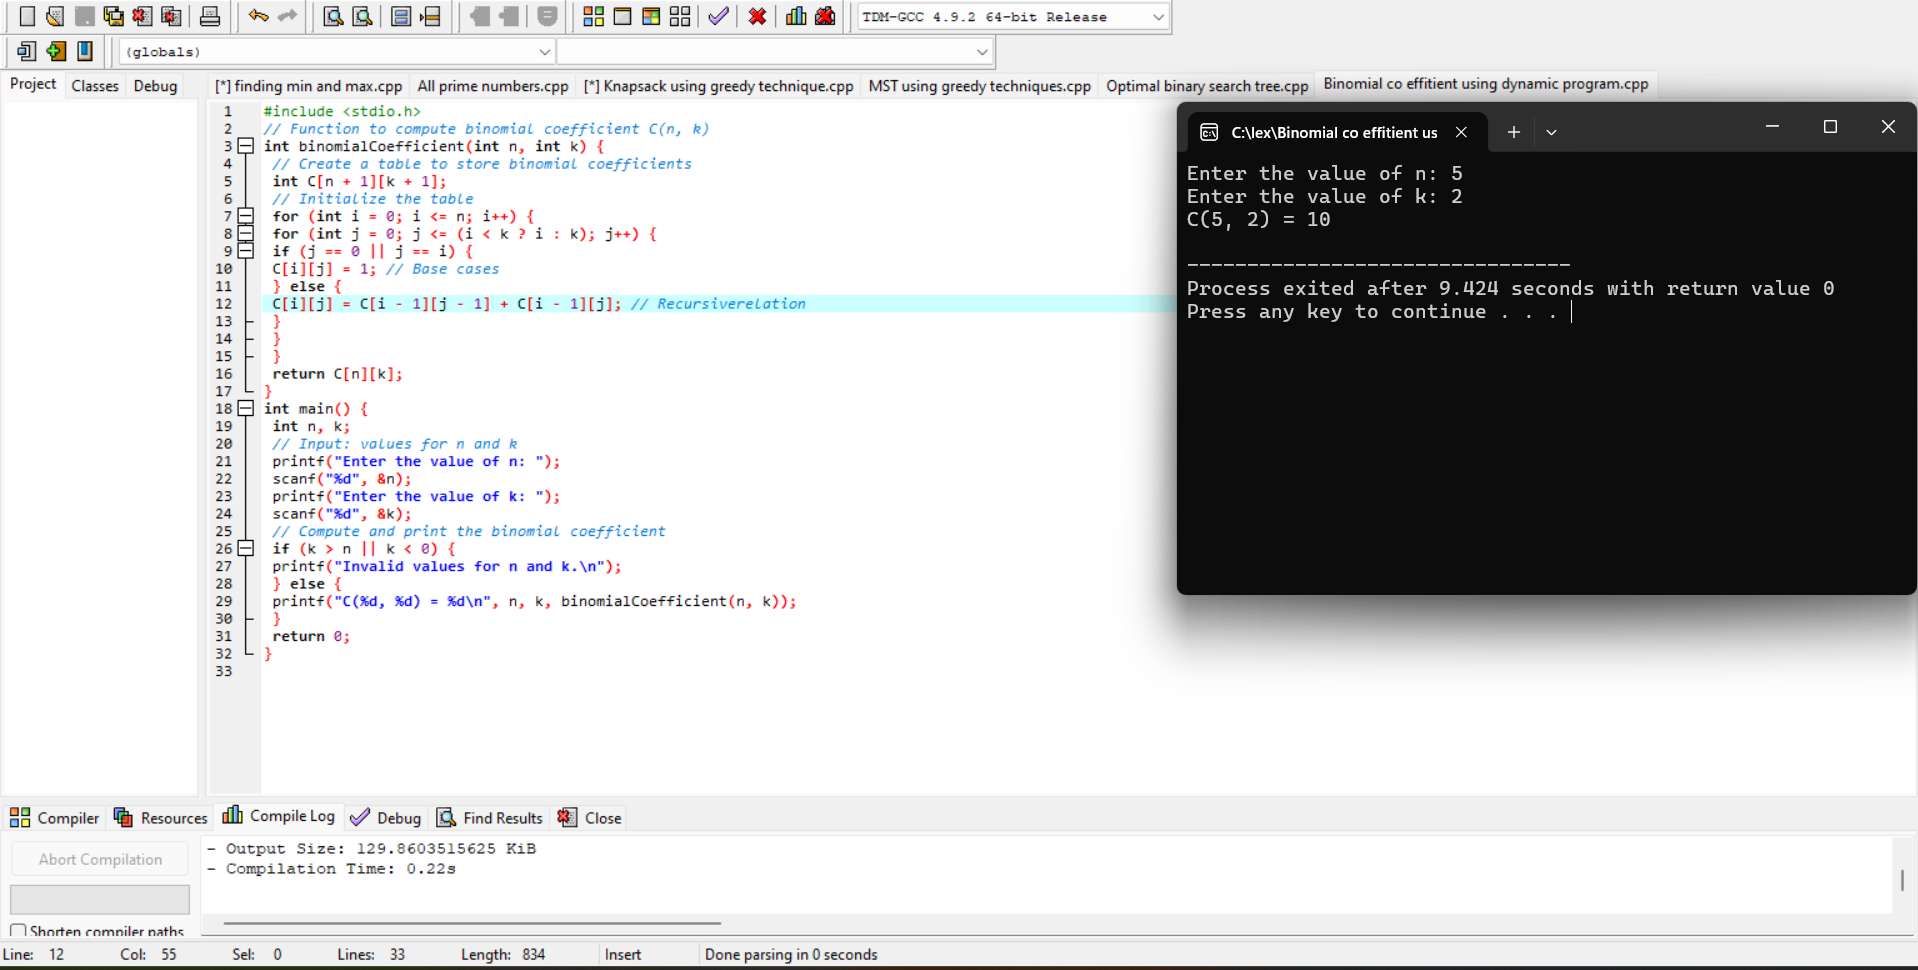 TDM-GCC 4.9.2 64-bit Release
(globals)
Project Classes Debug
[*] finding min and max.cpp All prime numbers.cpp [*] Knapsack using greedy technique.cpp MST using greedy techniques.cpp Optimal binary search tree.cpp Binomial co effitient using dynamic program.cpp
1 #include <stdio.h>
2 // Function to compute binomial coefficient C(n, k)
3 int binomialCoefficient(int n, int k) {
4 // Create a table to store binomial coefficients
5 int C[n + 1][k + 1];
6 // Initialize the table
7 for (int i = 0; i <= n; i++) {
8 for (int j = 0; j <= (i < k ? i : k); j++) {
9 if (j == 0 || j == i) {
10 C[i][j] = 1; // Base cases
11 } else {
12 C[i][j] = C[i - 1][j - 1] + C[i - 1][j]; // Recursiverelation
13 }
14 }
15 }
16 return C[n][k];
17 }
18 int main() {
19 int n, k;
20 // Input: values for n and k
21 printf("Enter the value of n: ");
22 scanf("%d", &n);
23 printf("Enter the value of k: ");
24 scanf("%d", &k);
25 // Compute and print the binomial coefficient
26 if (k > n || k < 0) {
27 printf("Invalid values for n and k.\n");
28 } else {
29 printf("C(%d, %d) = %d\n", n, k, binomialCoefficient(n, k));
30 }
31 return 0;
32 }
33
C:\lex\Binomial co effitient us
Enter the value of n: 5
Enter the value of k: 2
C(5, 2) = 10
--------------------------------
Process exited after 9.424 seconds with return value 0
Press any key to continue . . .
Compiler Resources Compile Log Debug Find Results Close
Abort Compilation
- Output Size: 129.8603515625 KiB
- Compilation Time: 0.22s
Shorten compiler paths
Line: 12 Col: 55 Sel: 0 Lines: 33 Length: 834 Insert Done parsing in 0 seconds